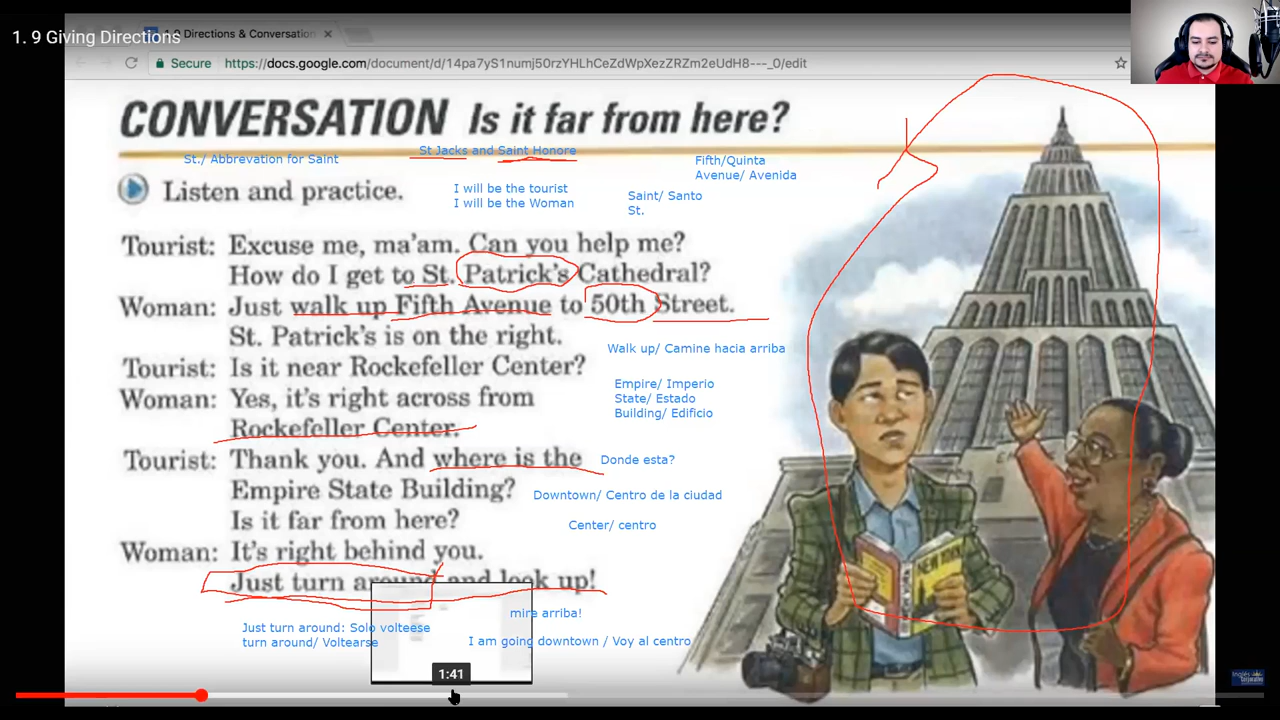 1. 9 Giving Directions
Directions & Conversation
Secure
https://docs.google.com/document/d/14pa7yS1humj50rzYHLhCeZdWpXezZRZm2eUdH8---_0/edit
CONVERSATION Is it far from here?
St./ Abbrevation for Saint
St Jacks and Saint Honore
Fifth/Quinta
Avenue/ Avenida
Listen and practice.
I will be the tourist
I will be the Woman
Saint/ Santo
St.
Tourist: Excuse me, ma'am. Can you help me?
How do I get to St. Patrick's Cathedral?
Woman: Just walk up Fifth Avenue to 50th Street.
St. Patrick's is on the right.
Walk up/ Camine hacia arriba
Tourist: Is it near Rockefeller Center?
Woman: Yes, it's right across from
Rockefeller Center.
Empire/ Imperio
State/ Estado
Building/ Edificio
Tourist: Thank you. And where is the
Donde esta?
Empire State Building?
Downtown/ Centro de la ciudad
Is it far from here?
Center/ centro
Woman: It's right behind you.
Just turn around and look up!
mire arriba!
Just turn around: Solo volteese
turn around/ Voltearse
I am going downtown / Voy al centro
NEW YORK
1:41